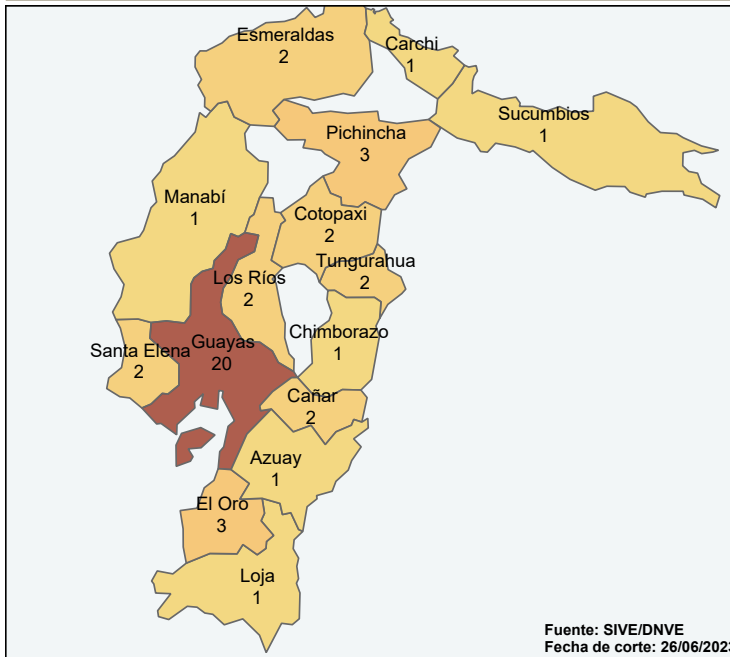 Esmeraldas
2
Carchi
1
Sucumbios
1
Pichincha
3
Manabí
1
Cotopaxi
2
Tungurahua
2
Los Ríos
2
Chimborazo
1
Guayas
20
Santa Elena
2
Cañar
2
Azuay
1
El Oro
3
Loja
1
Fuente: SIVE/DNVE
Fecha de corte: 26/06/2023